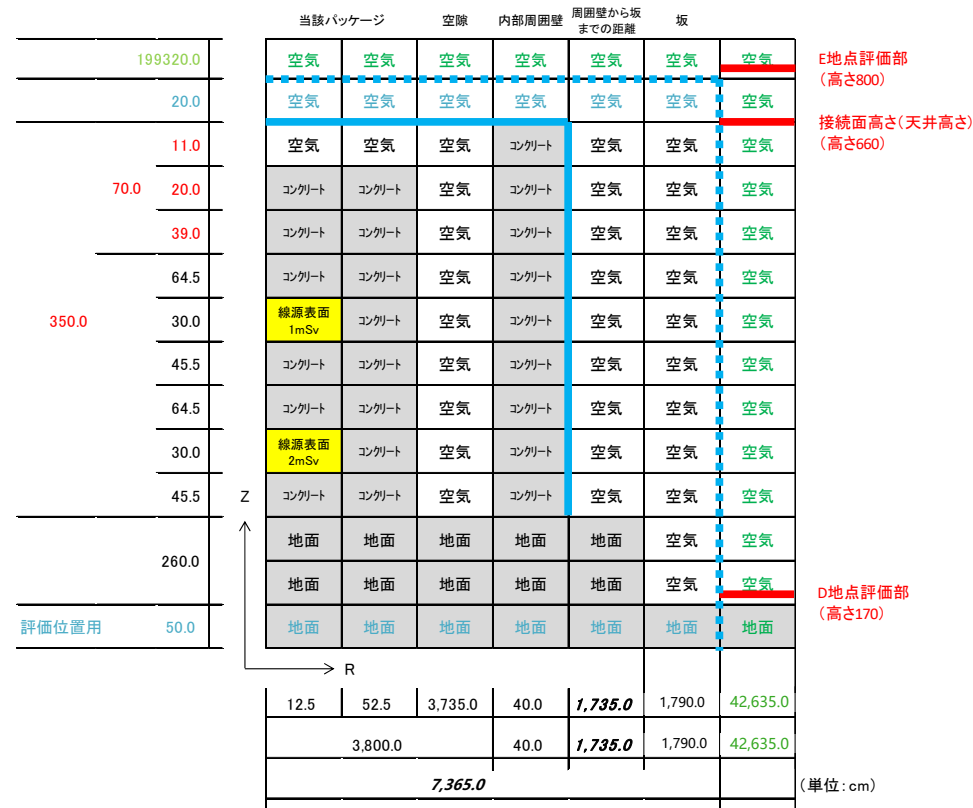 当該パッケージ 空隙 内部周囲壁 周囲壁から坂 坂
までの距離
199320.0 空気 空気 空気 空気 空気 空気 空気 E地点評価部
(高さ800)
20.0 空気 空気 空気 空気 空気 空気 空気
接続面高さ(天井高さ)
11.0 空気 空気 空気 コンクリート 空気 空気 空気 (高さ660)
70.0 20.0 コンクリート コンクリート 空気 コンクリート 空気 空気 空気
39.0 コンクリート コンクリート 空気 コンクリート 空気 空気 空気
64.5 コンクリート コンクリート 空気 コンクリート 空気 空気 空気
350.0 30.0 線源表面 コンクリート 空気 コンクリート 空気 空気 空気
1mSv
45.5 コンクリート コンクリート 空気 コンクリート 空気 空気 空気
64.5 コンクリート コンクリート 空気 コンクリート 空気 空気 空気
30.0 線源表面 コンクリート 空気 コンクリート 空気 空気 空気
2mSv
45.5 Z コンクリート コンクリート 空気 コンクリート 空気 空気 空気
地面 地面 地面 地面 地面 空気 空気
260.0
地面 地面 地面 地面 地面 空気 空気 D地点評価部
(高さ170)
評価位置用 50.0 地面 地面 地面 地面 地面 地面 地面
R
12.5 52.5 3,735.0 40.0 1,735.0 1,790.0 42,635.0
3,800.0 40.0 1,735.0 1,790.0 42,635.0
7,365.0 (単位:cm)